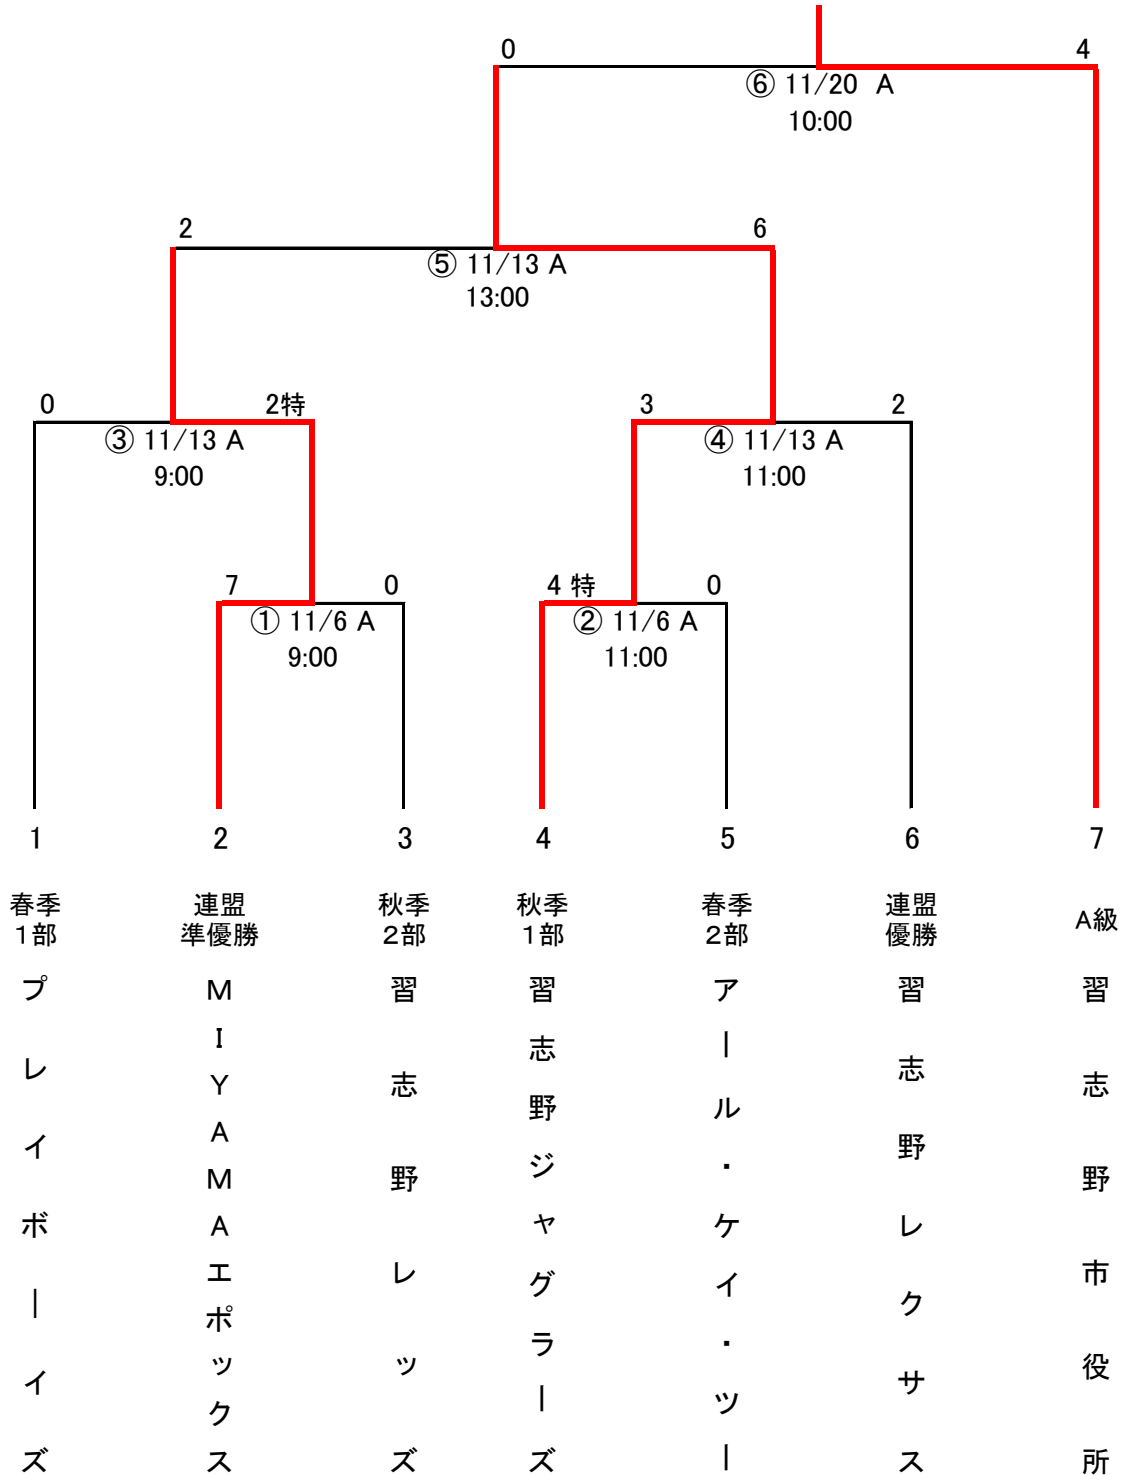 0 4
⑥ 11/20 A
10:00
2 6
⑤ 11/13 A
13:00
0 2特 3 2
③ 11/13 A ④ 11/13 A
9:00 11:00
7 0 4 特 0
① 11/6 A ② 11/6 A
9:00 11:00
1 2 3 4 5 6 7
春季 連盟 秋季 秋季 春季 連盟 A級
1部 準優勝 2部 1部 2部 優勝
プレイボーイズ
MIYAMAエポックス
習志野レッズ
習志野ジャグラーズ
アール・ケイ・ツー
習志野レクサス
習志野市役所